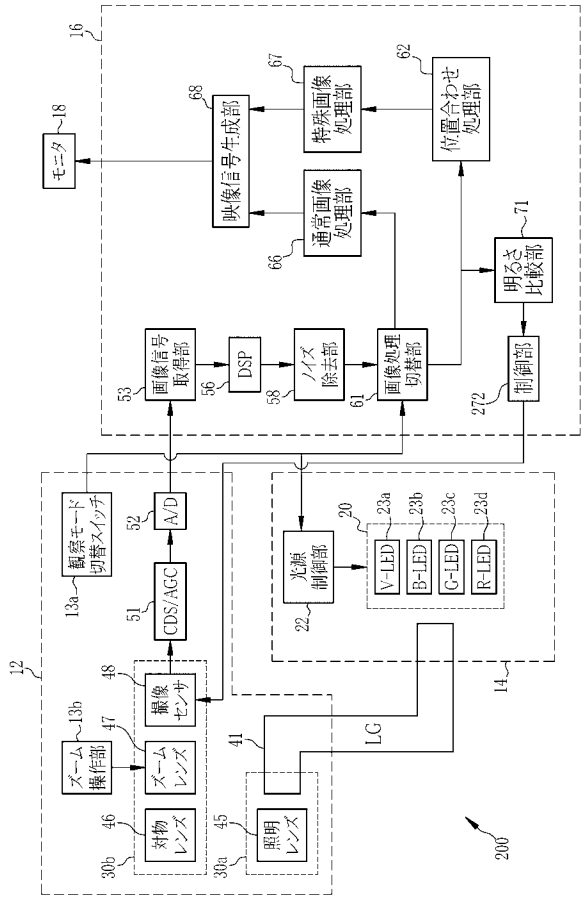 12
13b
ズーム
操作部
13a
観察モード
切替スイッチ
46
対物
レンズ
47
ズーム
レンズ
48
撮像
センサ
30b
51
CDS/AGC
52
A/D
45
照明
レンズ
30a
41
LG
14
22
光源
制御部
20
V-LED
23a
B-LED
23b
G-LED
23c
R-LED
23d
16
53
画像信号
取得部
56
DSP
58
ノイズ
除去部
61
画像処理
切替部
66
通常画像
処理部
67
特殊画像
処理部
62
位置合わせ
処理部
68
映像信号生成部
モニタ
18
71
明るさ
比較部
272
制御部
200